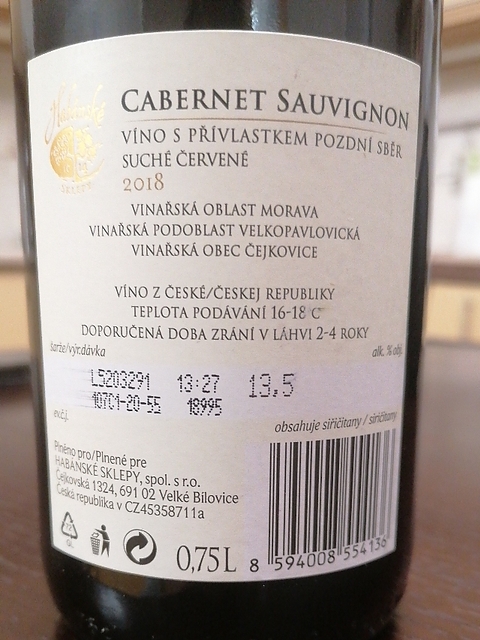 Habánské
CABERNET SAUVIGNON
VÍNO S PŘÍVLASTKEM POZDNÍ SBĚR
SUCHÉ ČERVENÉ
2018
VINAŘSKÁ OBLAST MORAVA
VINAŘSKÁ PODOBLAST VELKOPAVLOVICKÁ
VINAŘSKÁ OBEC ČEJKOVICE
VÍNO Z ČESKÉ/ČESKEJ REPUBLIKY
TEPLOTA PODÁVÁNÍ 16-18 C
DOPORUČENÁ DOBA ZRÁNÍ V LÁHVI 2-4 ROKY
šarže/výr.dávka
alk. % obj.
L5203291 13:27 13,5
10701-20-55 18995
ev.č.j.
obsahuje siřičitany / siričitany
Plněno pro/Plnené pre
HABÁNSKÉ SKLEPY, spol. s r.o.
Čejkovská 1324, 691 02 Velké Bílovice
Česká republika v CZ45358711a
0,75L
8 594008 554136